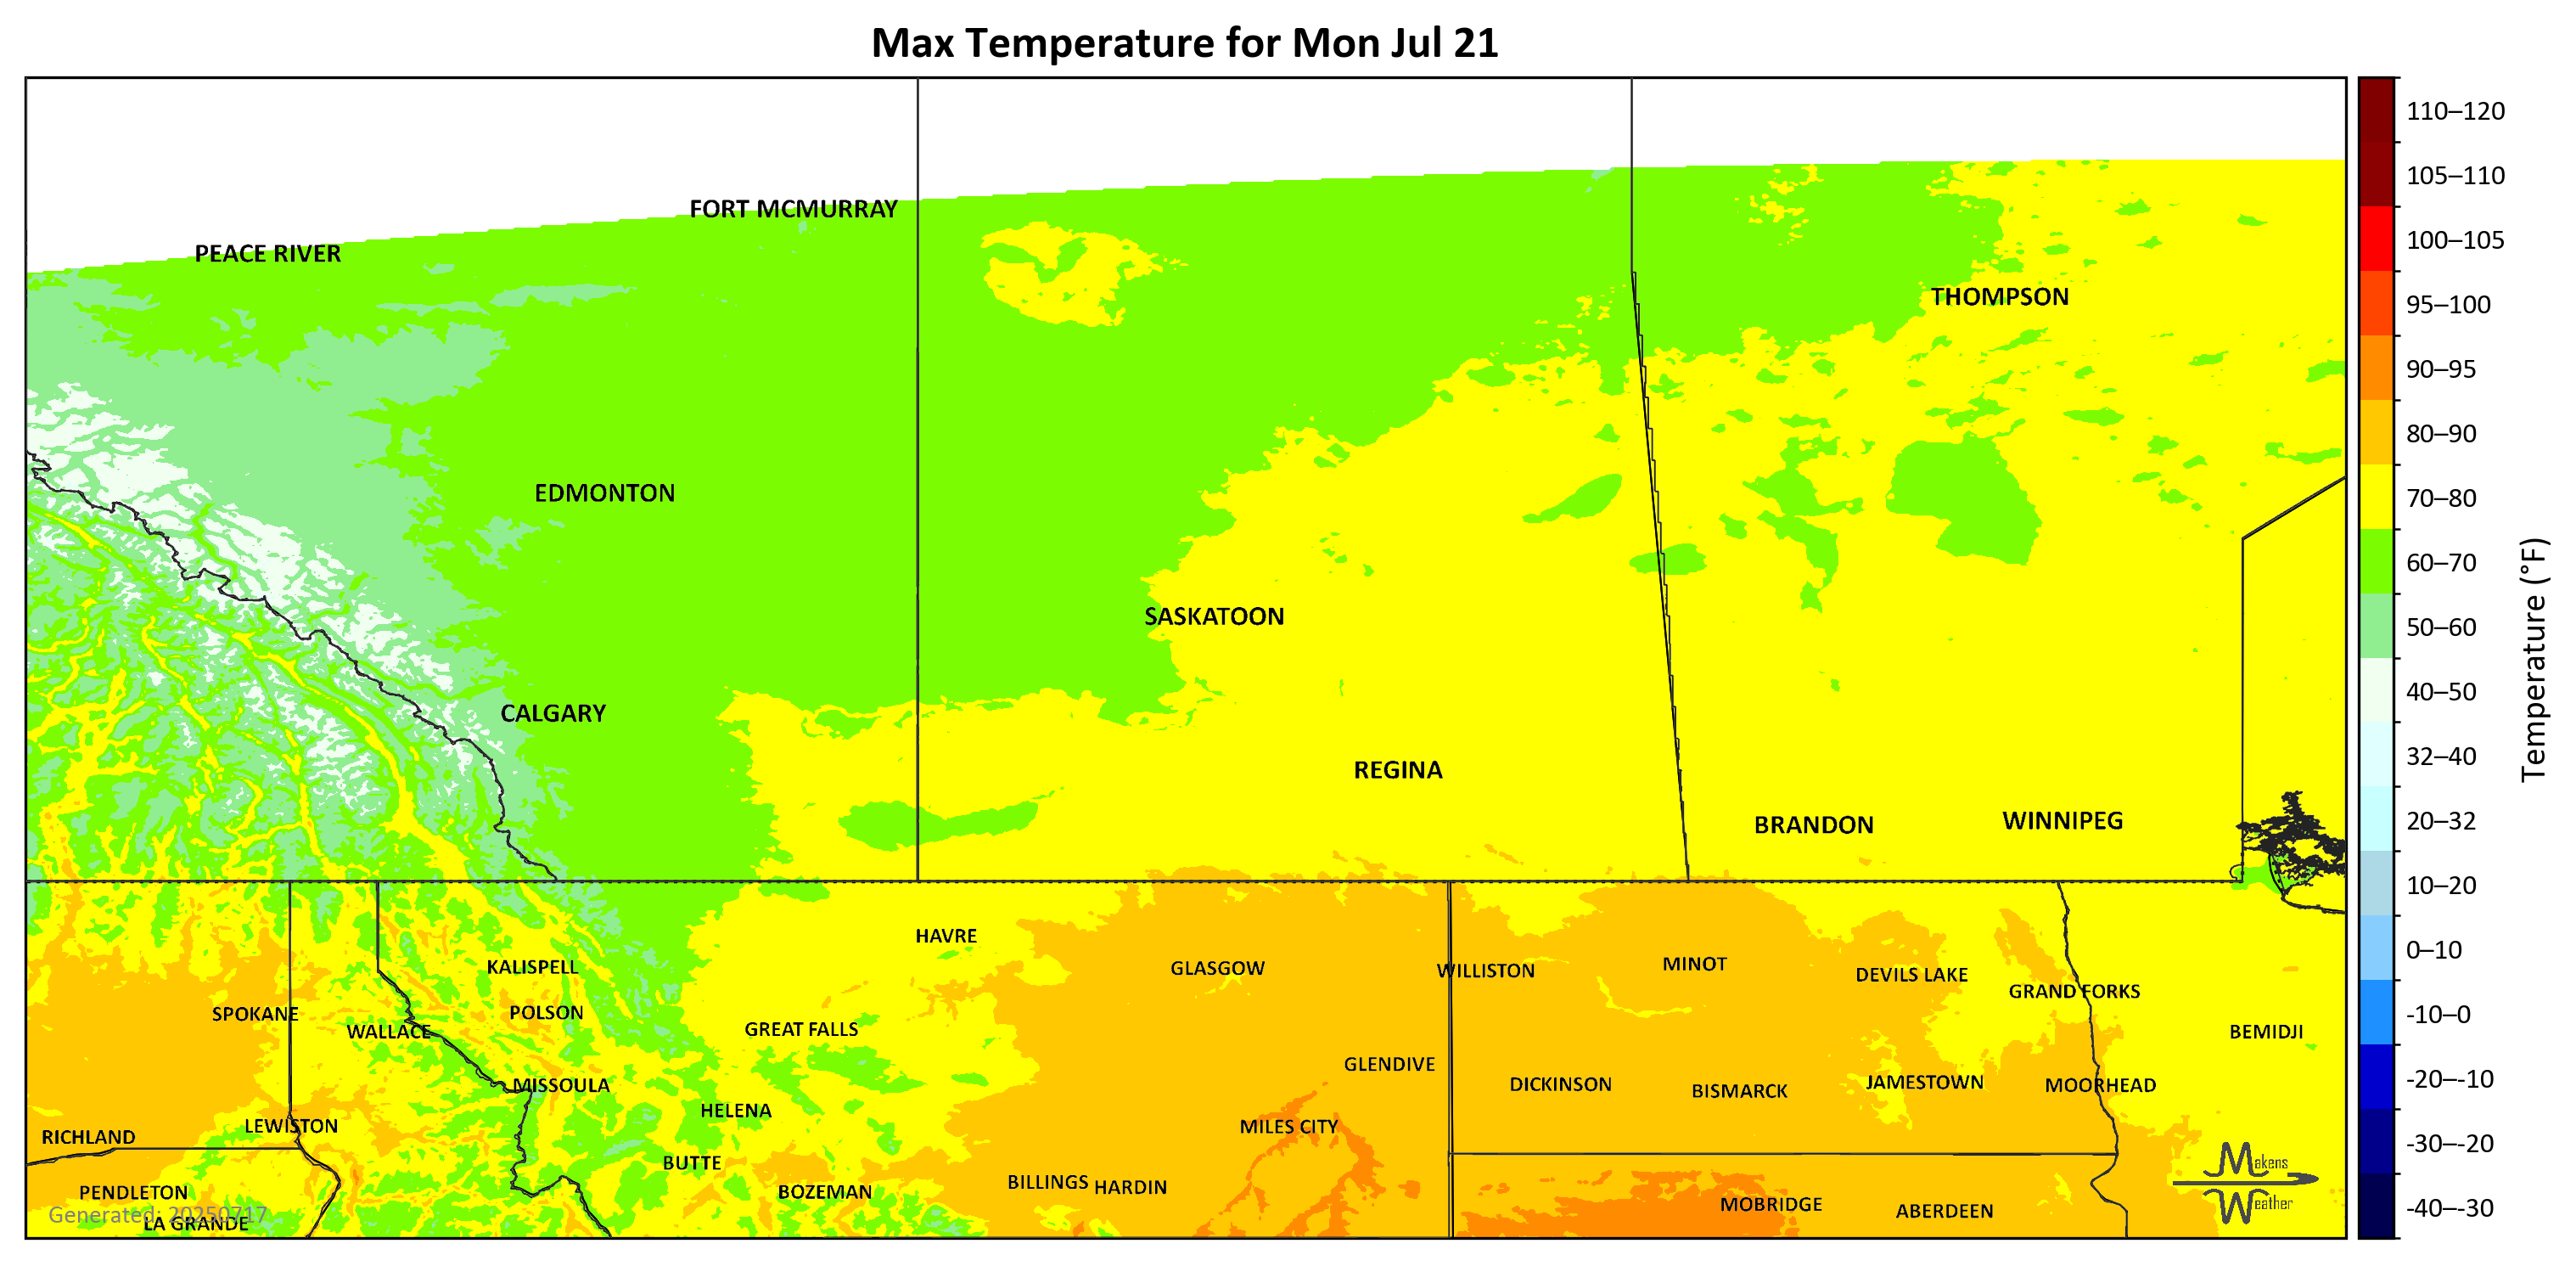 Max Temperature for Mon Jul 21
110–120
105–110
FORT MCMURRAY
100–105
PEACE RIVER
THOMPSON
95–100
90–95
80–90
EDMONTON
70–80
60–70
SASKATOON
50–60
Temperature (°F)
40–50
CALGARY
32–40
REGINA
20–32
BRANDON
WINNIPEG
10–20
HAVRE
0–10
KALISPELL
GLASGOW
WILLISTON
MINOT
DEVILS LAKE
GRAND FORKS
SPOKANE
POLSON
-10–0
WALLACE
GREAT FALLS
BEMIDJI
GLENDIVE
-20–-10
MISSOULA
DICKINSON
BISMARCK
JAMESTOWN
MOORHEAD
HELENA
LEWISTON
MILES CITY
RICHLAND
-30–-20
BUTTE
Makens
BILLINGS
HARDIN
PENDLETON
BOZEMAN
Weather
MOBRIDGE
ABERDEEN
-40–-30
Generated: 20250717
LA GRANDE